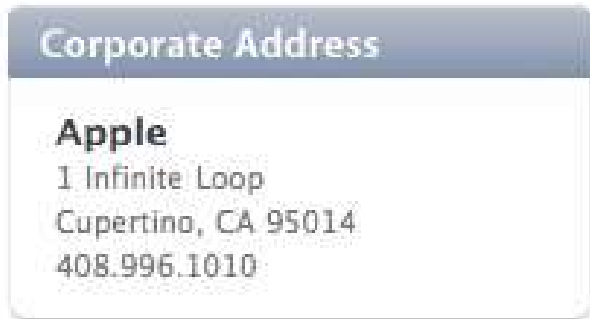 Corporate Address
Apple
1 Infinite Loop
Cupertino, CA 95014
408.996.1010